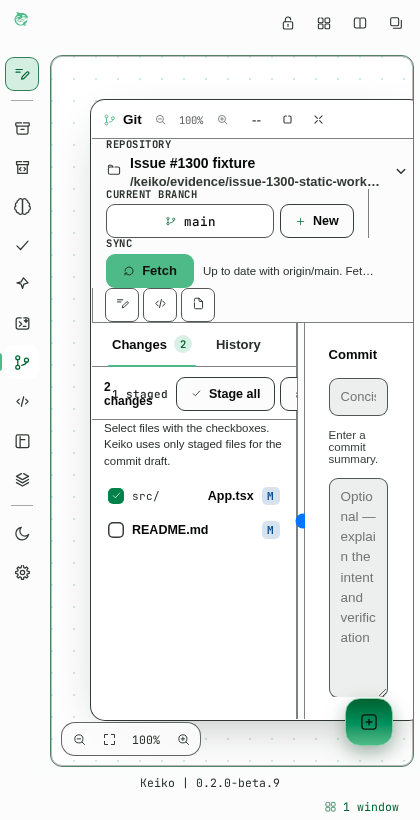 Git
100%
REPOSITORY
Issue #1300 fixture
/keiko/evidence/issue-1300-static-work…
CURRENT BRANCH
main
New
SYNC
Fetch
Up to date with origin/main. Fet…
Changes 2
History
2 changes
1 staged
Stage all
Select files with the checkboxes.
Keiko uses only staged files for the
commit draft.
src/ App.tsx M
README.md M
Commit
Concis
Enter a
commit
summary.
Optio
nal —
explai
n the
intent
and
verific
ation
100%
Keiko | 0.2.0-beta.9
1 window